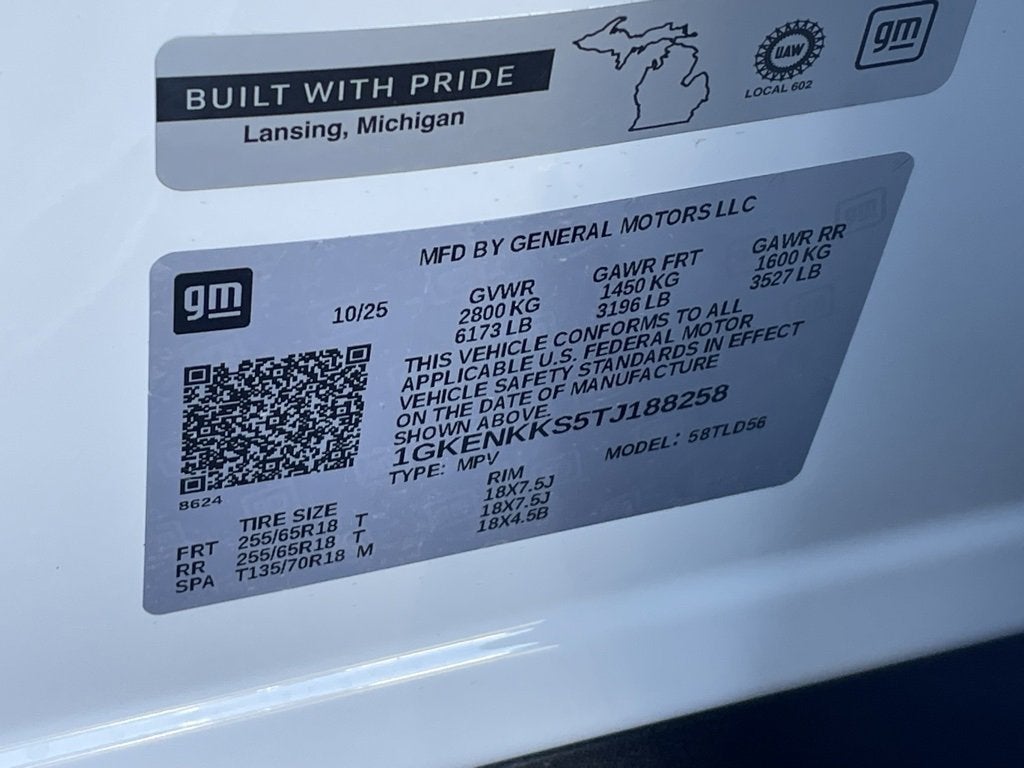 BUILT WITH PRIDE
Lansing, Michigan
UAW
LOCAL 602
gm
MFD BY GENERAL MOTORS LLC
gm
10/25
GVWR GAWR FRT GAWR RR
2800 KG 1450 KG 1600 KG
6173 LB 3196 LB 3527 LB
THIS VEHICLE CONFORMS TO ALL
APPLICABLE U.S. FEDERAL MOTOR
VEHICLE SAFETY STANDARDS IN EFFECT
ON THE DATE OF MANUFACTURE
SHOWN ABOVE.
1GKENKKS5TJ188258
TYPE: MPV MODEL: 58TLD56
8624
TIRE SIZE RIM
FRT 255/65R18 T 18X7.5J
RR 255/65R18 T 18X7.5J
SPA T135/70R18 M 18X4.5B